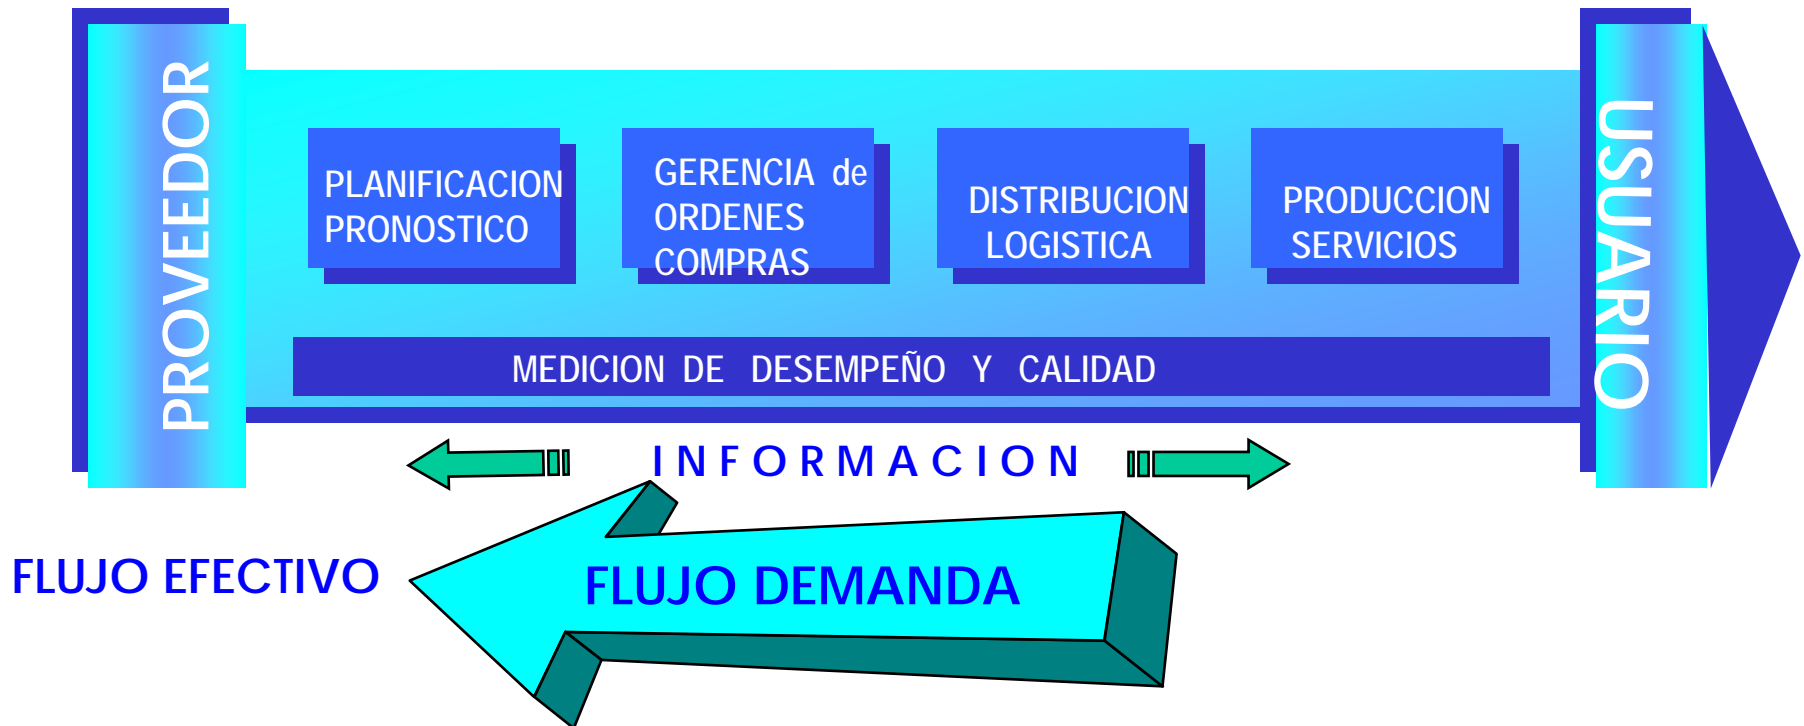 PROVEEDOR
PLANIFICACION
PRONOSTICO
GERENCIA de
ORDENES
COMPRAS
DISTRIBUCION
LOGISTICA
PRODUCCION
SERVICIOS
USUARIO
MEDICION DE DESEMPEÑO Y CALIDAD
INFORMACION
FLUJO EFECTIVO
FLUJO DEMANDA